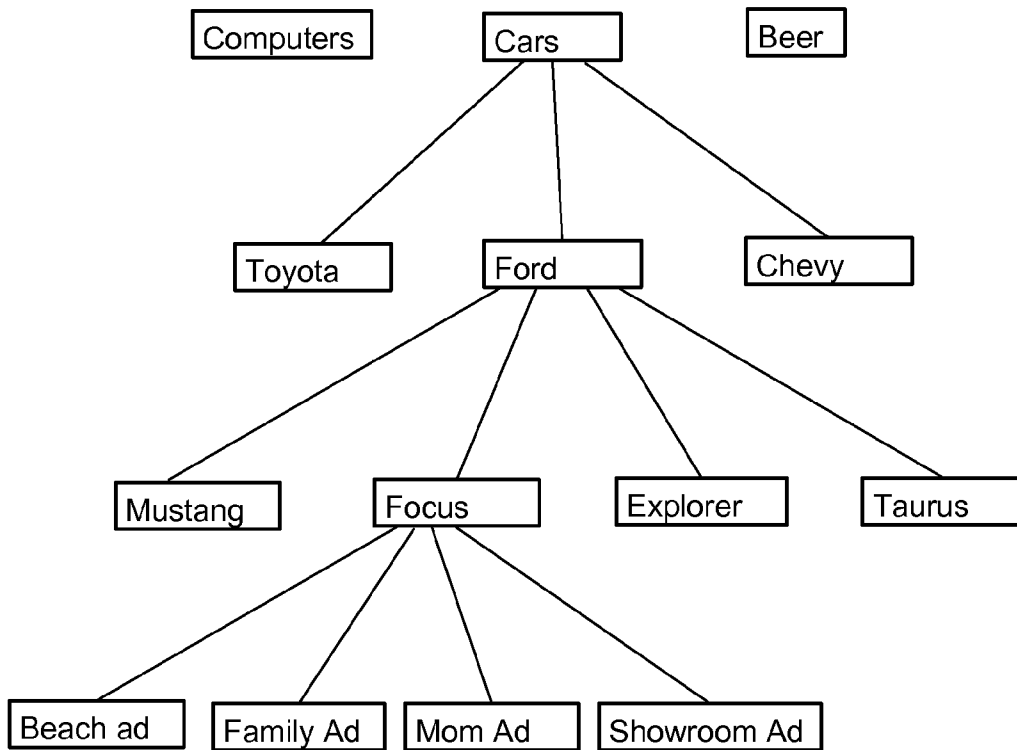 Computers
Cars
Beer
Toyota
Ford
Chevy
Mustang
Focus
Explorer
Taurus
Beach ad
Family Ad
Mom Ad
Showroom Ad